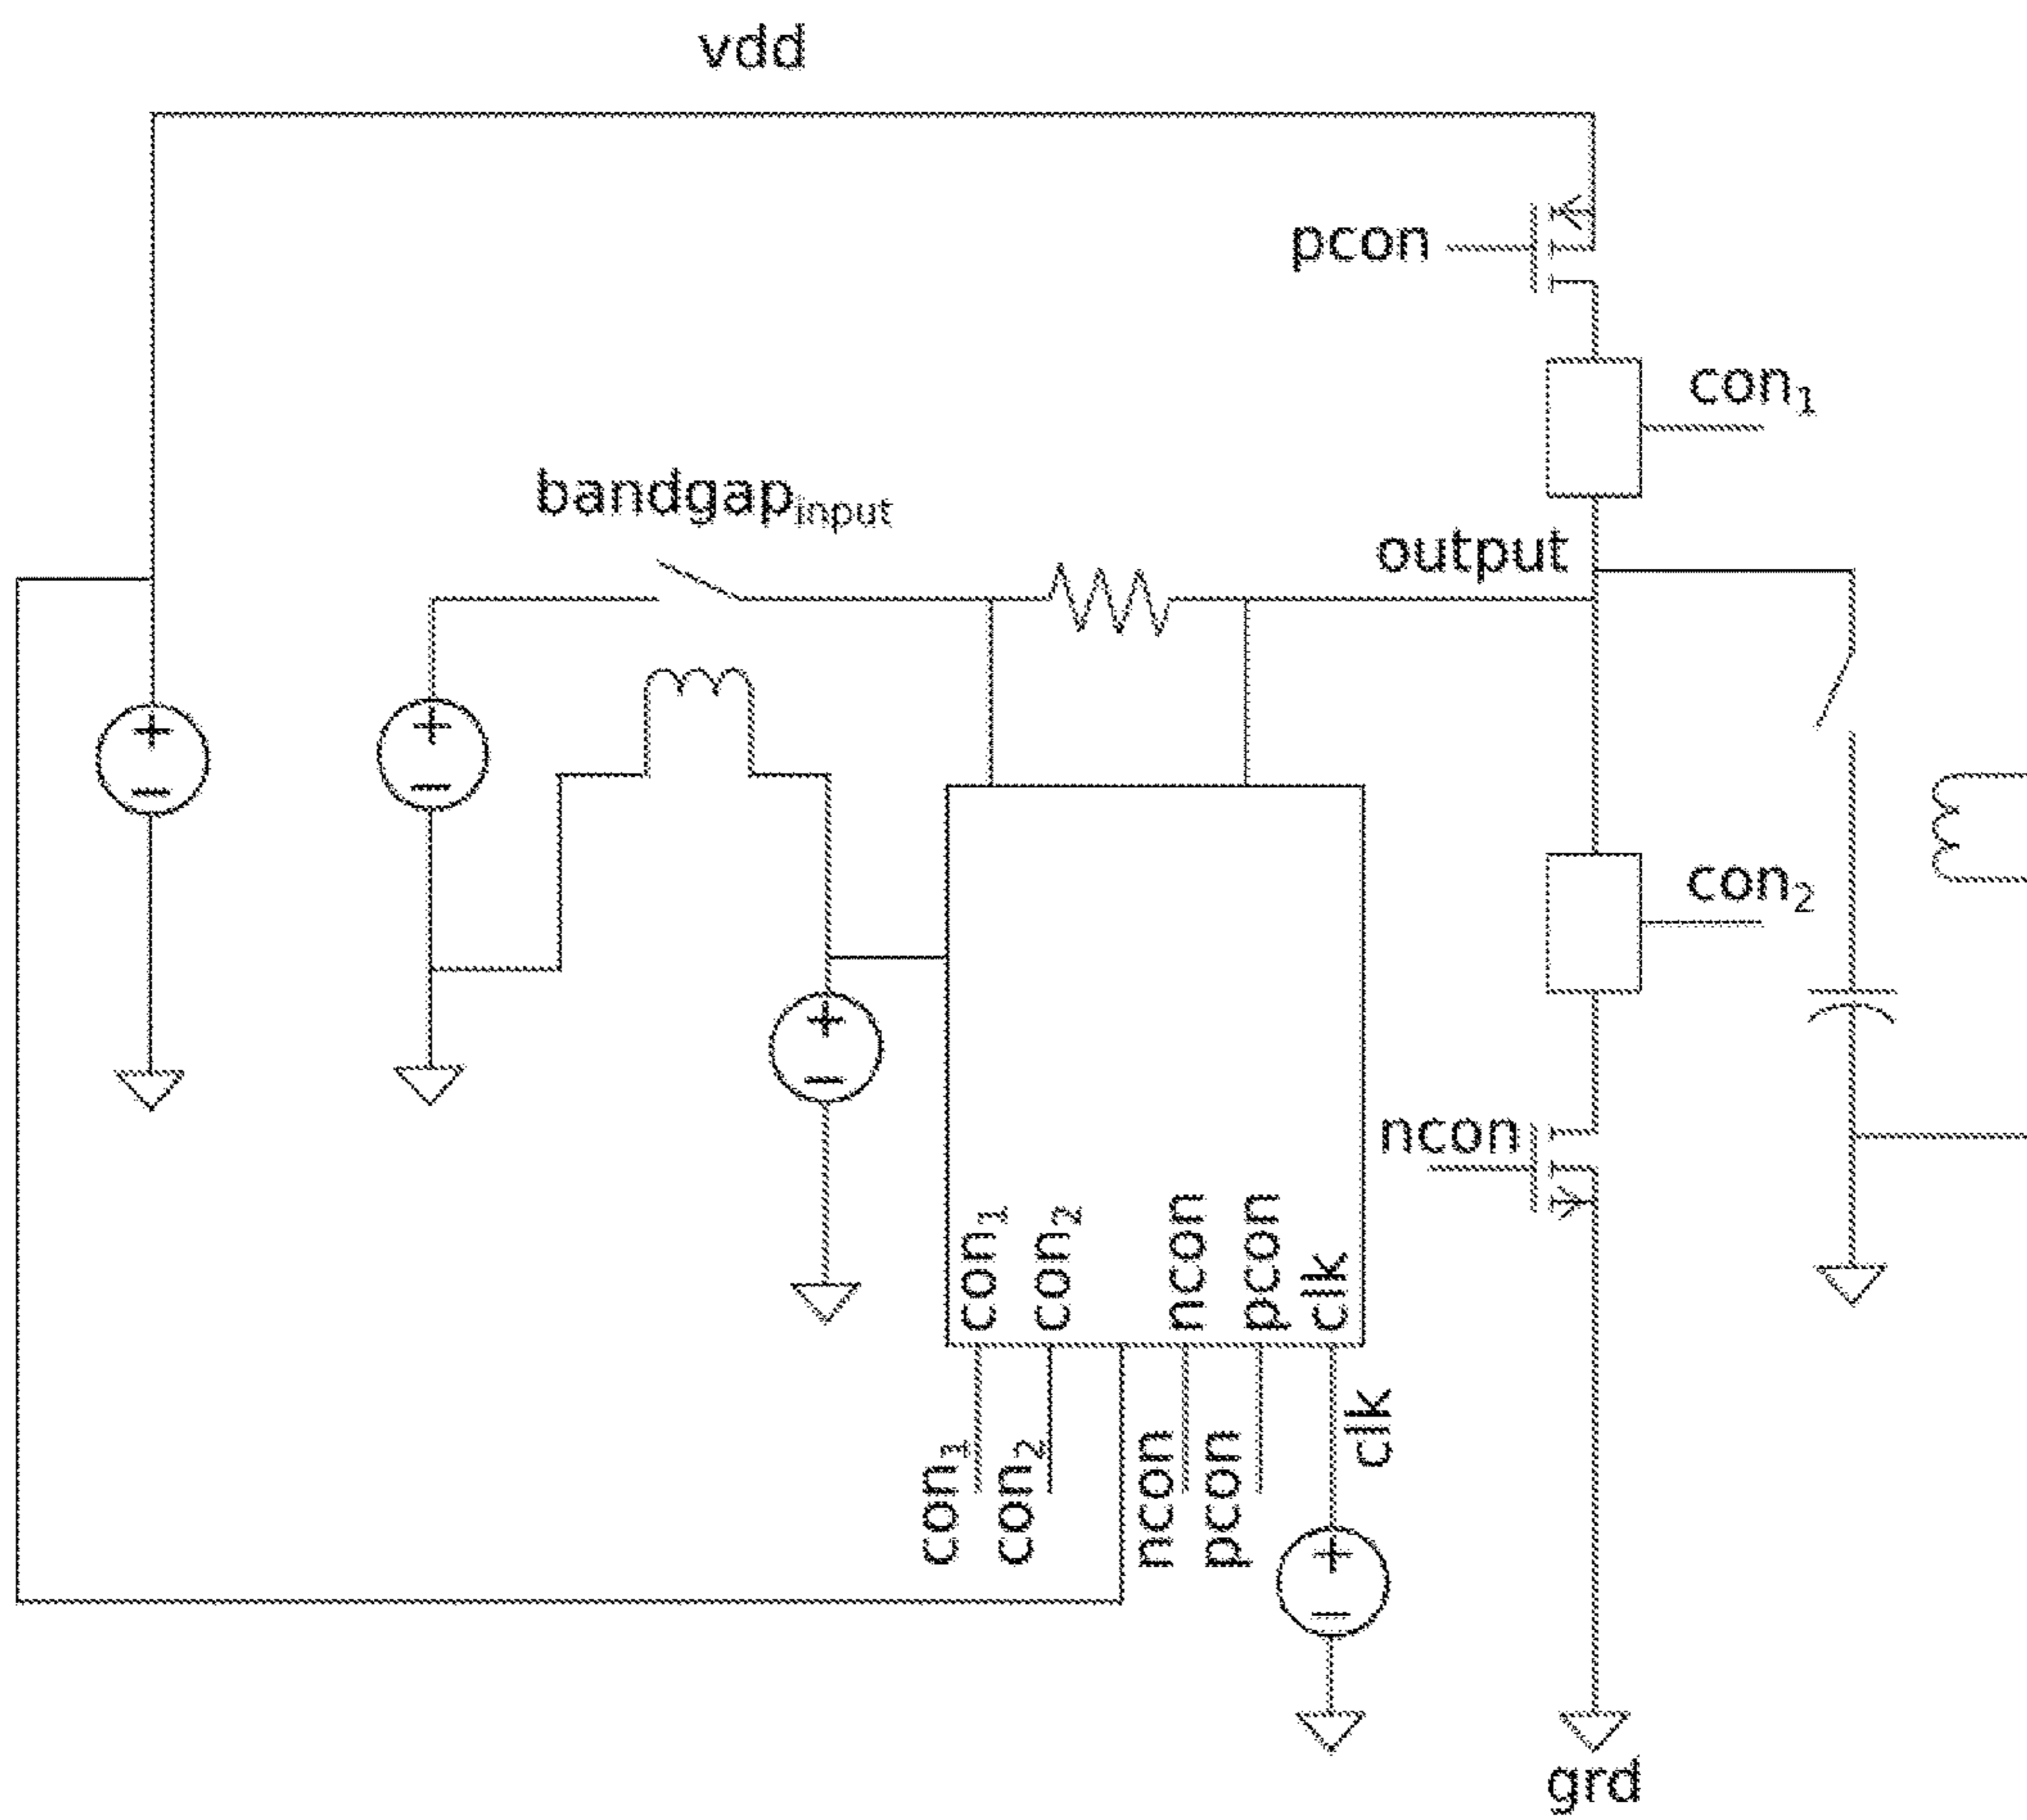 vdd
pcon
con₁
bandgapᵢₙₚᵤₜ
output
con₂
ncon
con₁
con₂
ncon
pcon
clk
con₁
con₂
ncon
pcon
clk
grd